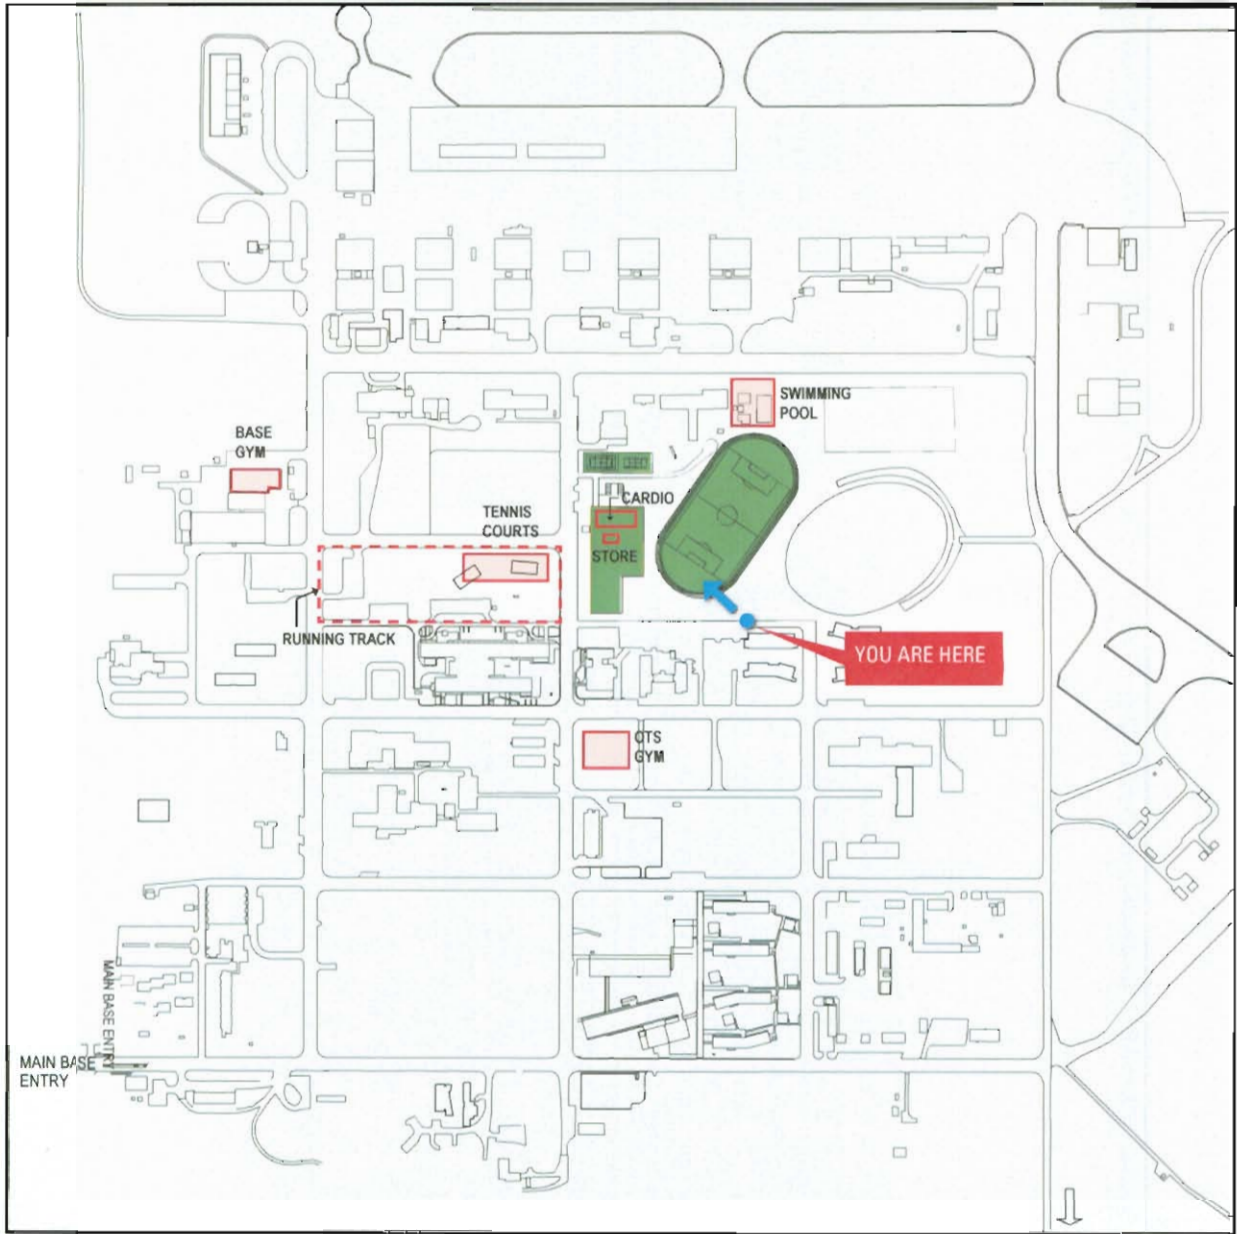 SWIMMING
POOL
BASE
GYM
CARDIO
TENNIS
COURTS
STORE
RUNNING TRACK
YOU ARE HERE
OTS
GYM
MAIN BASE ENTRY
MAIN BASE
ENTRY